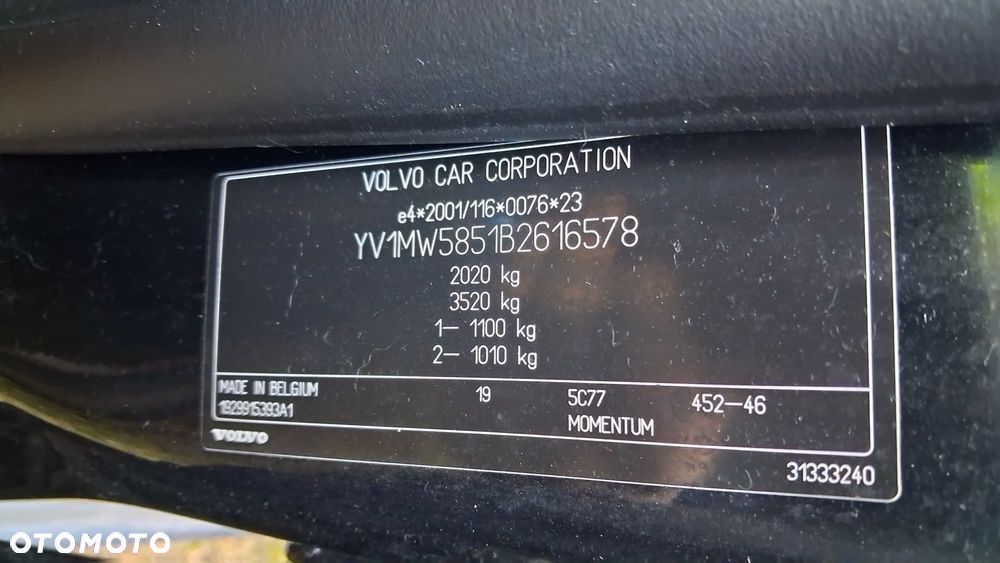 VOLVO CAR CORPORATION
e4*2001/116*0076*23
YV1MW5851B2616578
2020 kg
3520 kg
1- 1100 kg
2- 1010 kg
MADE IN BELGIUM 19 5C77 452-46
1929915393A1 MOMENTUM
VOLVO
31333240
OTOMOTO